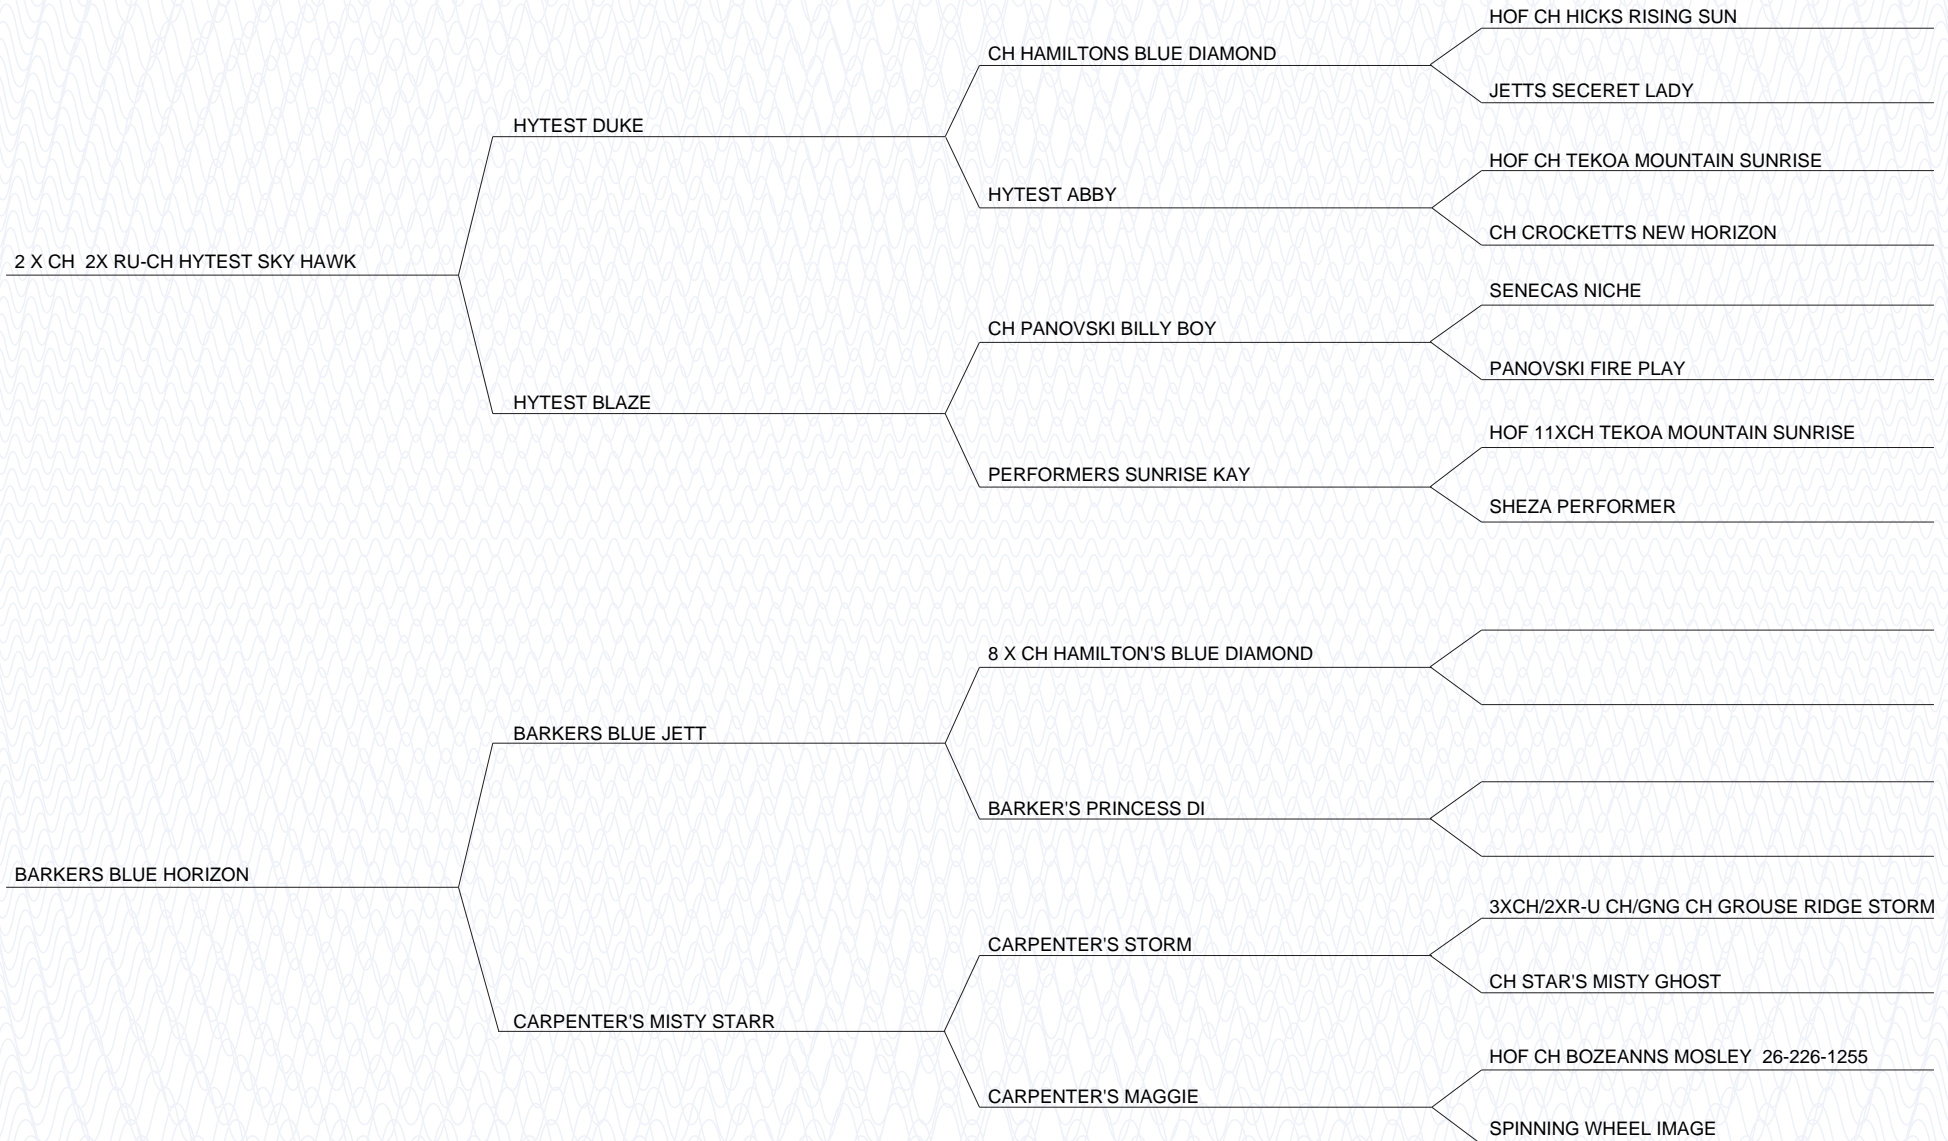 HOF CH HICKS RISING SUN
CH HAMILTONS BLUE DIAMOND
JETTS SECERET LADY
HYTEST DUKE
HOF CH TEKOA MOUNTAIN SUNRISE
HYTEST ABBY
CH CROCKETTS NEW HORIZON
2 X CH  2X RU-CH HYTEST SKY HAWK
SENECAS NICHE
CH PANOVSKI BILLY BOY
PANOVSKI FIRE PLAY
HYTEST BLAZE
HOF 11XCH TEKOA MOUNTAIN SUNRISE
PERFORMERS SUNRISE KAY
SHEZA PERFORMER
8 X CH HAMILTON'S BLUE DIAMOND
BARKERS BLUE JETT
BARKER'S PRINCESS DI
BARKERS BLUE HORIZON
3XCH/2XR-U CH/GNG CH GROUSE RIDGE STORM
CARPENTER'S STORM
CH STAR'S MISTY GHOST
CARPENTER'S MISTY STARR
HOF CH BOZEANNS MOSLEY  26-226-1255
CARPENTER'S MAGGIE
SPINNING WHEEL IMAGE